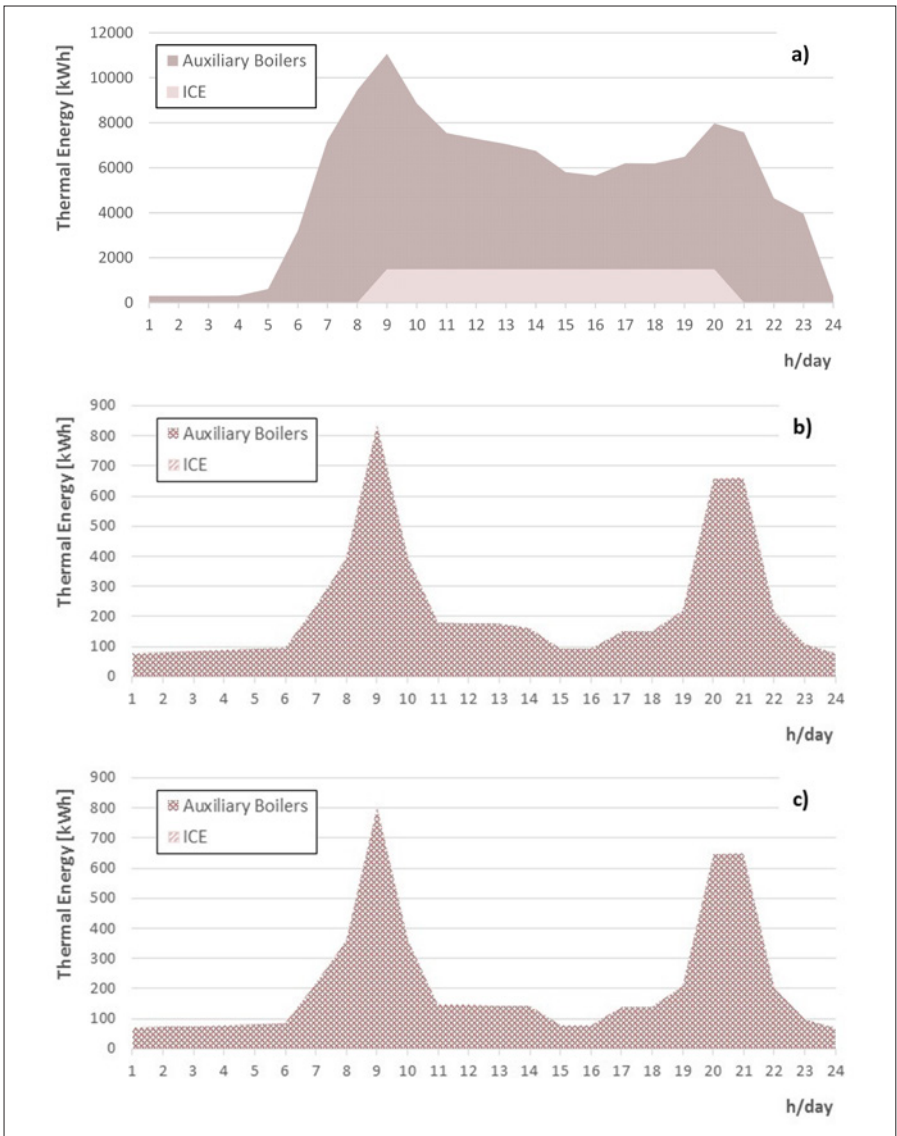 12000
10000
8000
6000
4000
2000
0
Thermal Energy [kWh]
Auxiliary Boilers
ICE
a)
1 2 3 4 5 6 7 8 9 10 11 12 13 14 15 16 17 18 19 20 21 22 23 24
h/day
900
800
700
600
500
400
300
200
100
0
Thermal Energy [kWh]
Auxiliary Boilers
ICE
b)
1 2 3 4 5 6 7 8 9 10 11 12 13 14 15 16 17 18 19 20 21 22 23 24
h/day
900
800
700
600
500
400
300
200
100
0
Thermal Energy [kWh]
Auxiliary Boilers
ICE
c)
1 2 3 4 5 6 7 8 9 10 11 12 13 14 15 16 17 18 19 20 21 22 23 24
h/day